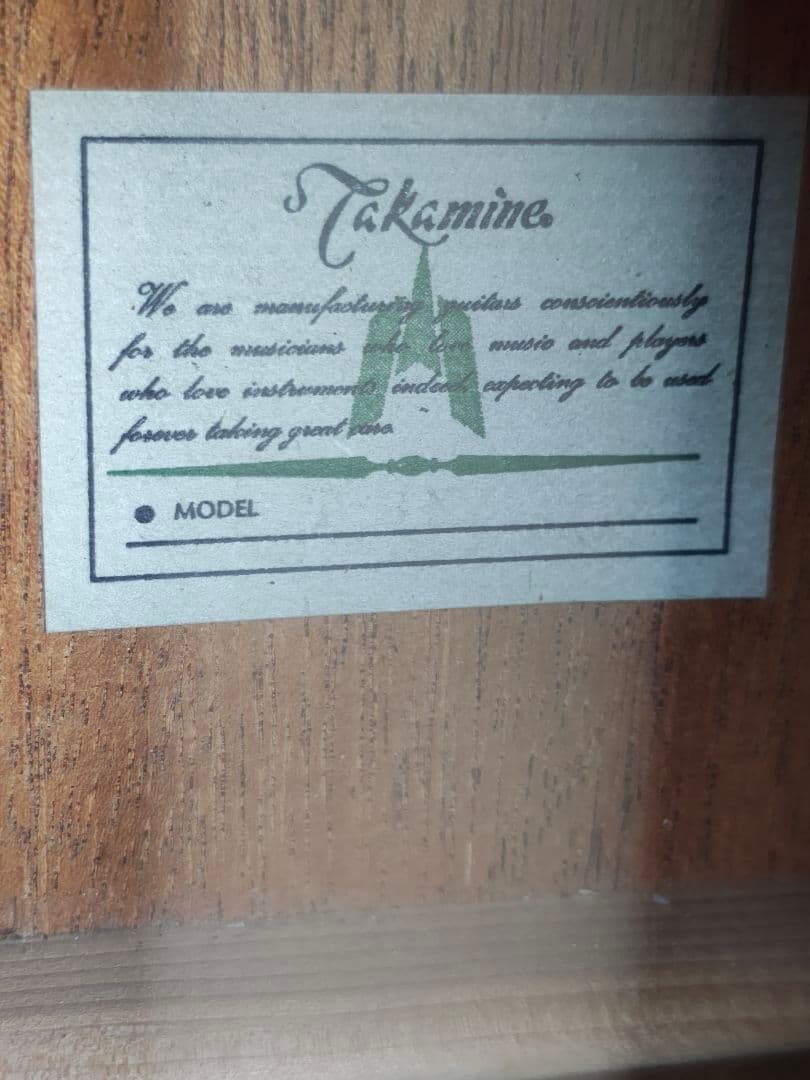 Takamine
We are manufacturing guitars conscientiously
for the musicians who love music and players
who love instruments indeed, expecting to be used
forever taking great care.
● MODEL